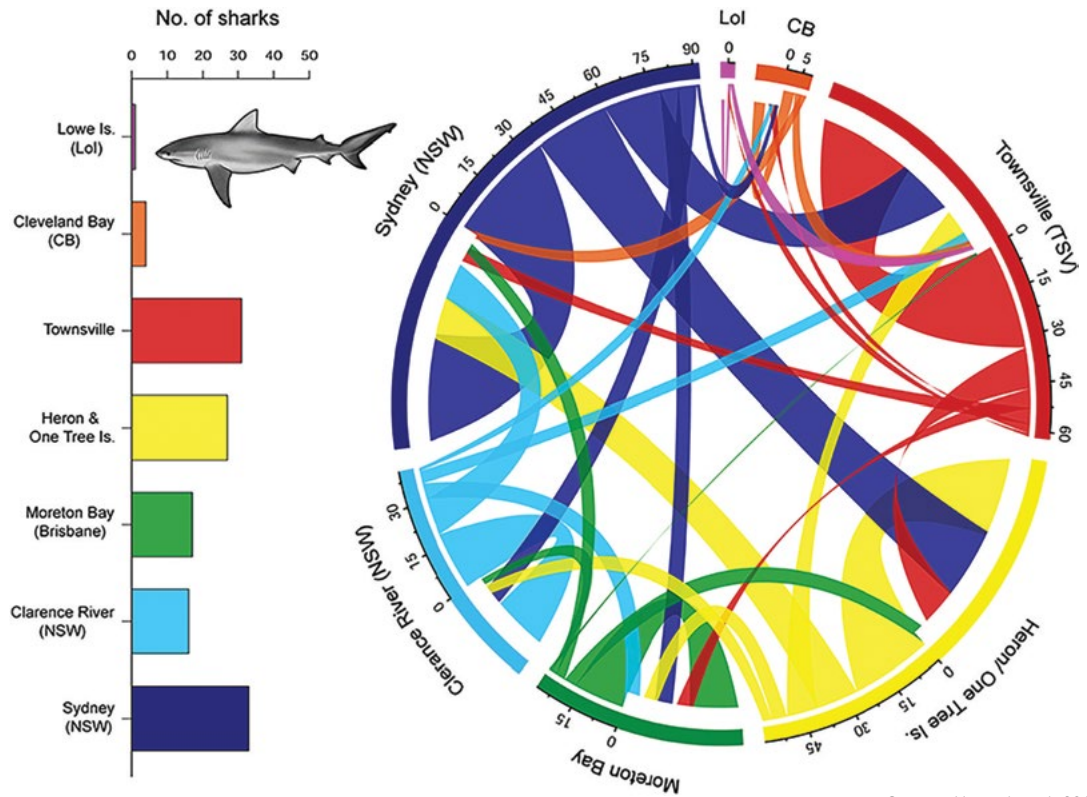 No. of sharks
0 10 20 30 40 50
Lowe Is.
(LoI)
Cleveland Bay
(CB)
Townsville
Heron &
One Tree Is.
Moreton Bay
(Brisbane)
Clarence River
(NSW)
Sydney
(NSW)
Sydney (NSW)
0 15 30 45 60 75 90
LoI
0
CB
0 5
Townsville (TSV)
0 15 30 45 60
Heron/ One Tree Is.
0 15 30 45
Moreton Bay
0 15
Clerance River (NSW)
0 15 30